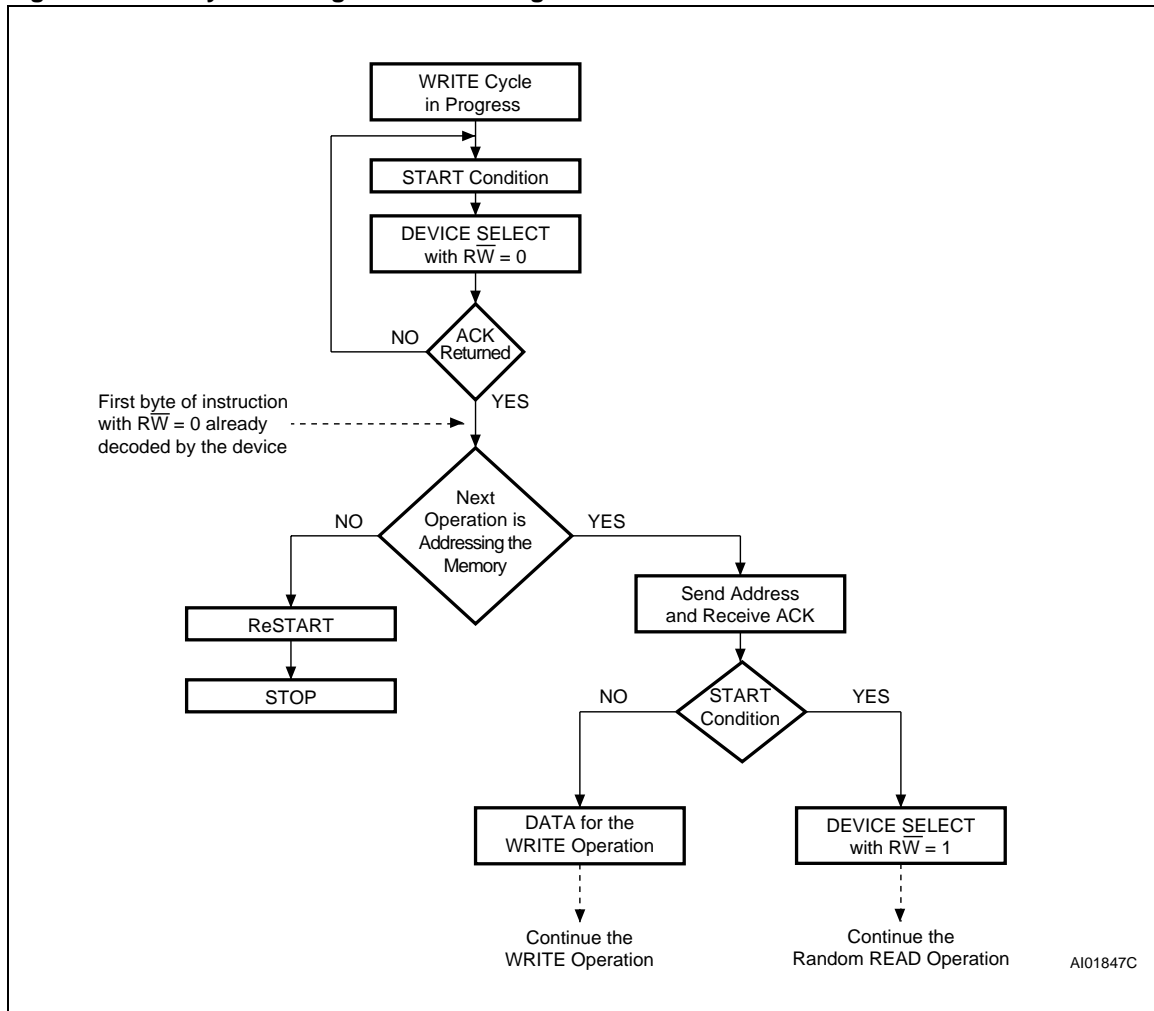 WRITE Cycle
in Progress
START Condition
DEVICE SELECT
with RW̅ = 0
NO
ACK
Returned
YES
First byte of instruction
with RW̅ = 0 already
decoded by the device
Next
Operation is
Addressing the
Memory
NO
YES
ReSTART
STOP
Send Address
and Receive ACK
START
Condition
NO
YES
DATA for the
WRITE Operation
DEVICE SELECT
with RW̅ = 1
Continue the
WRITE Operation
Continue the
Random READ Operation
AI01847C